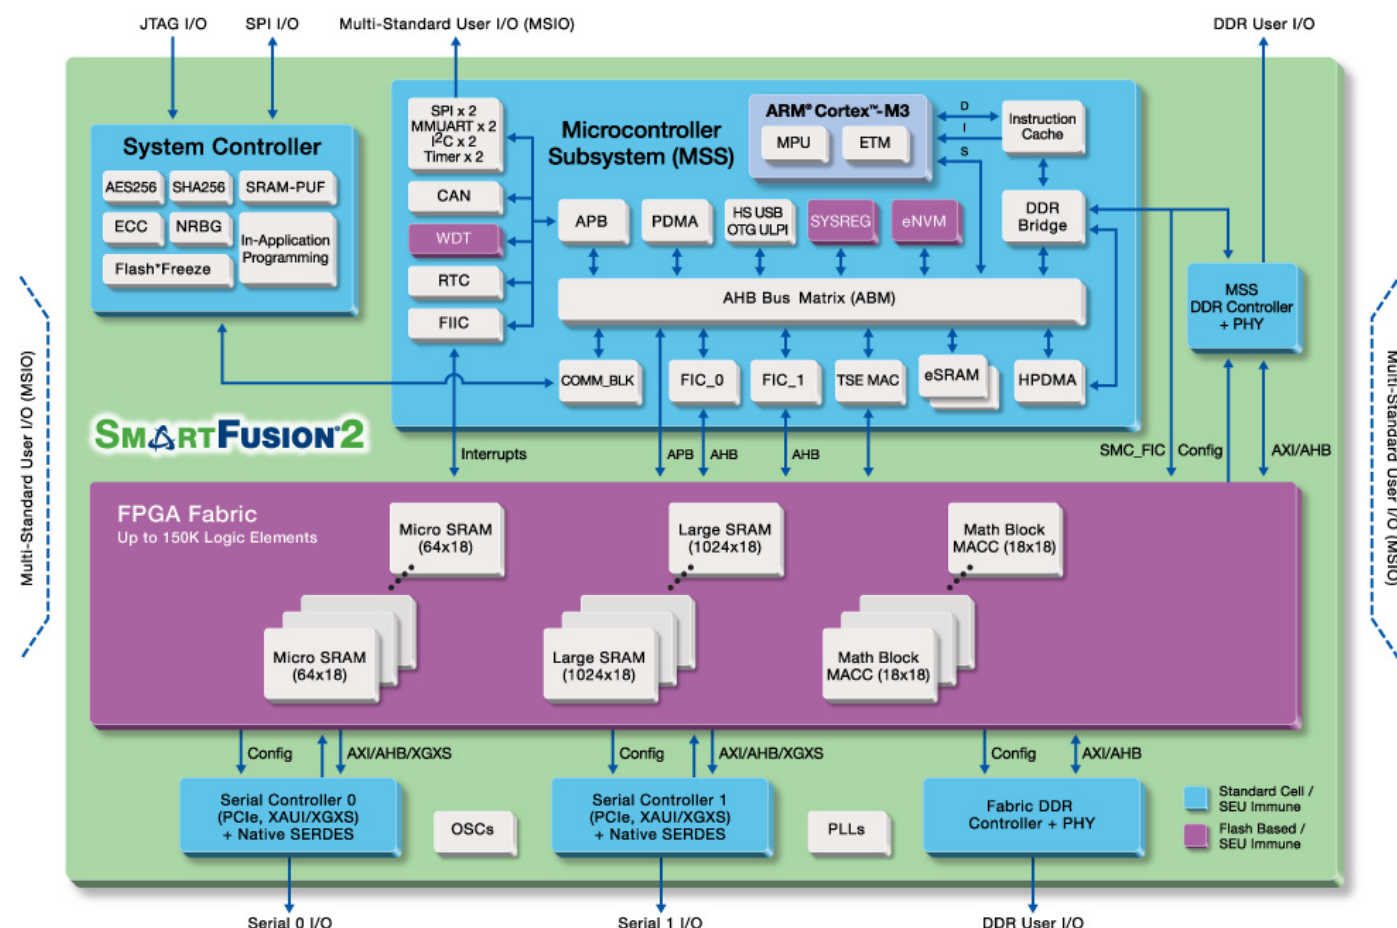 JTAG I/O
SPI I/O
Multi-Standard User I/O (MSIO)
DDR User I/O
System Controller
AES256
SHA256
SRAM-PUF
ECC
NRBG
In-Application
Programming
Flash*Freeze
SPI x 2
MMUART x 2
I²C x 2
Timer x 2
CAN
WDT
RTC
FIIC
Microcontroller
Subsystem (MSS)
ARM® Cortex™-M3
MPU
ETM
D
I
S
Instruction
Cache
APB
PDMA
HS USB
OTG ULPI
SYSREG
eNVM
DDR
Bridge
AHB Bus Matrix (ABM)
COMM_BLK
FIC_0
FIC_1
TSE MAC
eSRAM
HPDMA
MSS
DDR Controller
+ PHY
Multi-Standard User I/O (MSIO)
Multi-Standard User I/O (MSIO)
SMARTFUSION®2
Interrupts
APB
AHB
AHB
SMC_FIC
Config
AXI/AHB
FPGA Fabric
Up to 150K Logic Elements
Micro SRAM
(64x18)
Large SRAM
(1024x18)
Math Block
MACC (18x18)
Micro SRAM
(64x18)
Large SRAM
(1024x18)
Math Block
MACC (18x18)
Config
AXI/AHB/XGXS
Config
AXI/AHB/XGXS
Config
AXI/AHB
Serial Controller 0
(PCIe, XAUI/XGXS)
+ Native SERDES
OSCs
Serial Controller 1
(PCIe, XAUI/XGXS)
+ Native SERDES
PLLs
Fabric DDR
Controller + PHY
Standard Cell /
SEU Immune
Flash Based /
SEU Immune
Serial 0 I/O
Serial 1 I/O
DDR User I/O